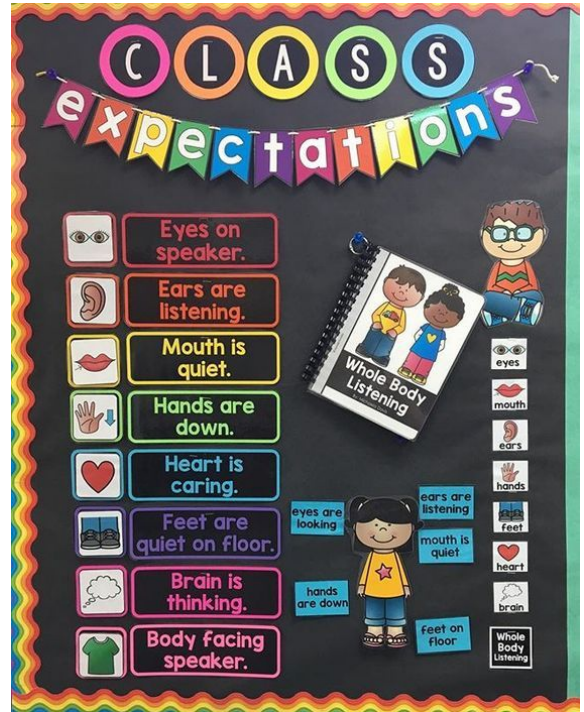 CLASS
expectations
Eyes on
speaker.
Ears are
listening.
Mouth is
quiet.
Hands are
down.
Heart is
caring.
Feet are
quiet on floor.
Brain is
thinking.
Body facing
speaker.
Whole Body
Listening
eyes are
looking
ears are
listening
mouth is
quiet
hands
are down
feet on
floor
eyes
mouth
ears
hands
feet
heart
brain
Whole
Body
Listening